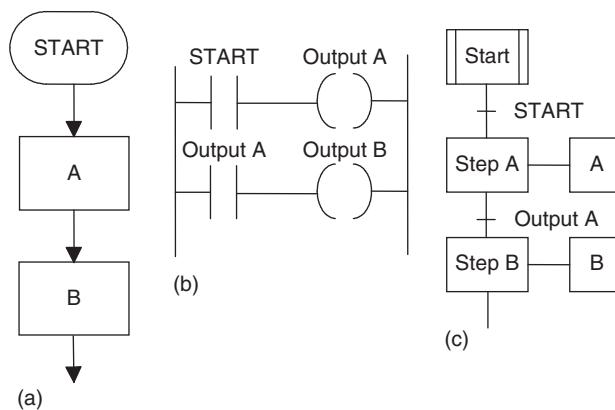 START
A
B
(a)
START Output A
Output A Output B
(b)
Start
START
Step A A
Output A
Step B B
(c)